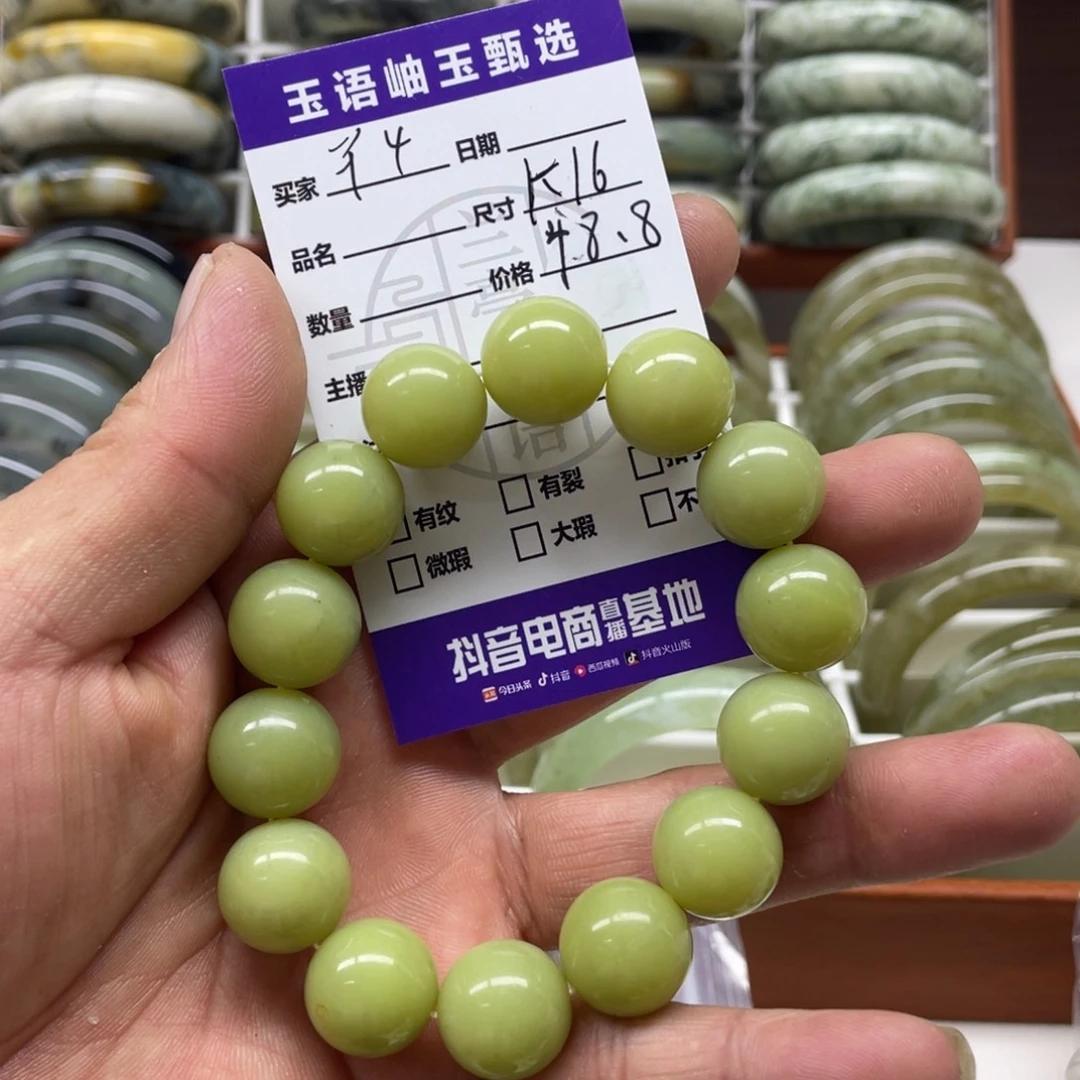 玉语岫玉甄选
买家 羊4 日期
品名 尺寸 K16
数量 价格 48.8
主播
有纹 有裂
微瑕 大瑕 不
抖音电商直播基地
今日头条 抖音 西瓜视频 抖音火山版